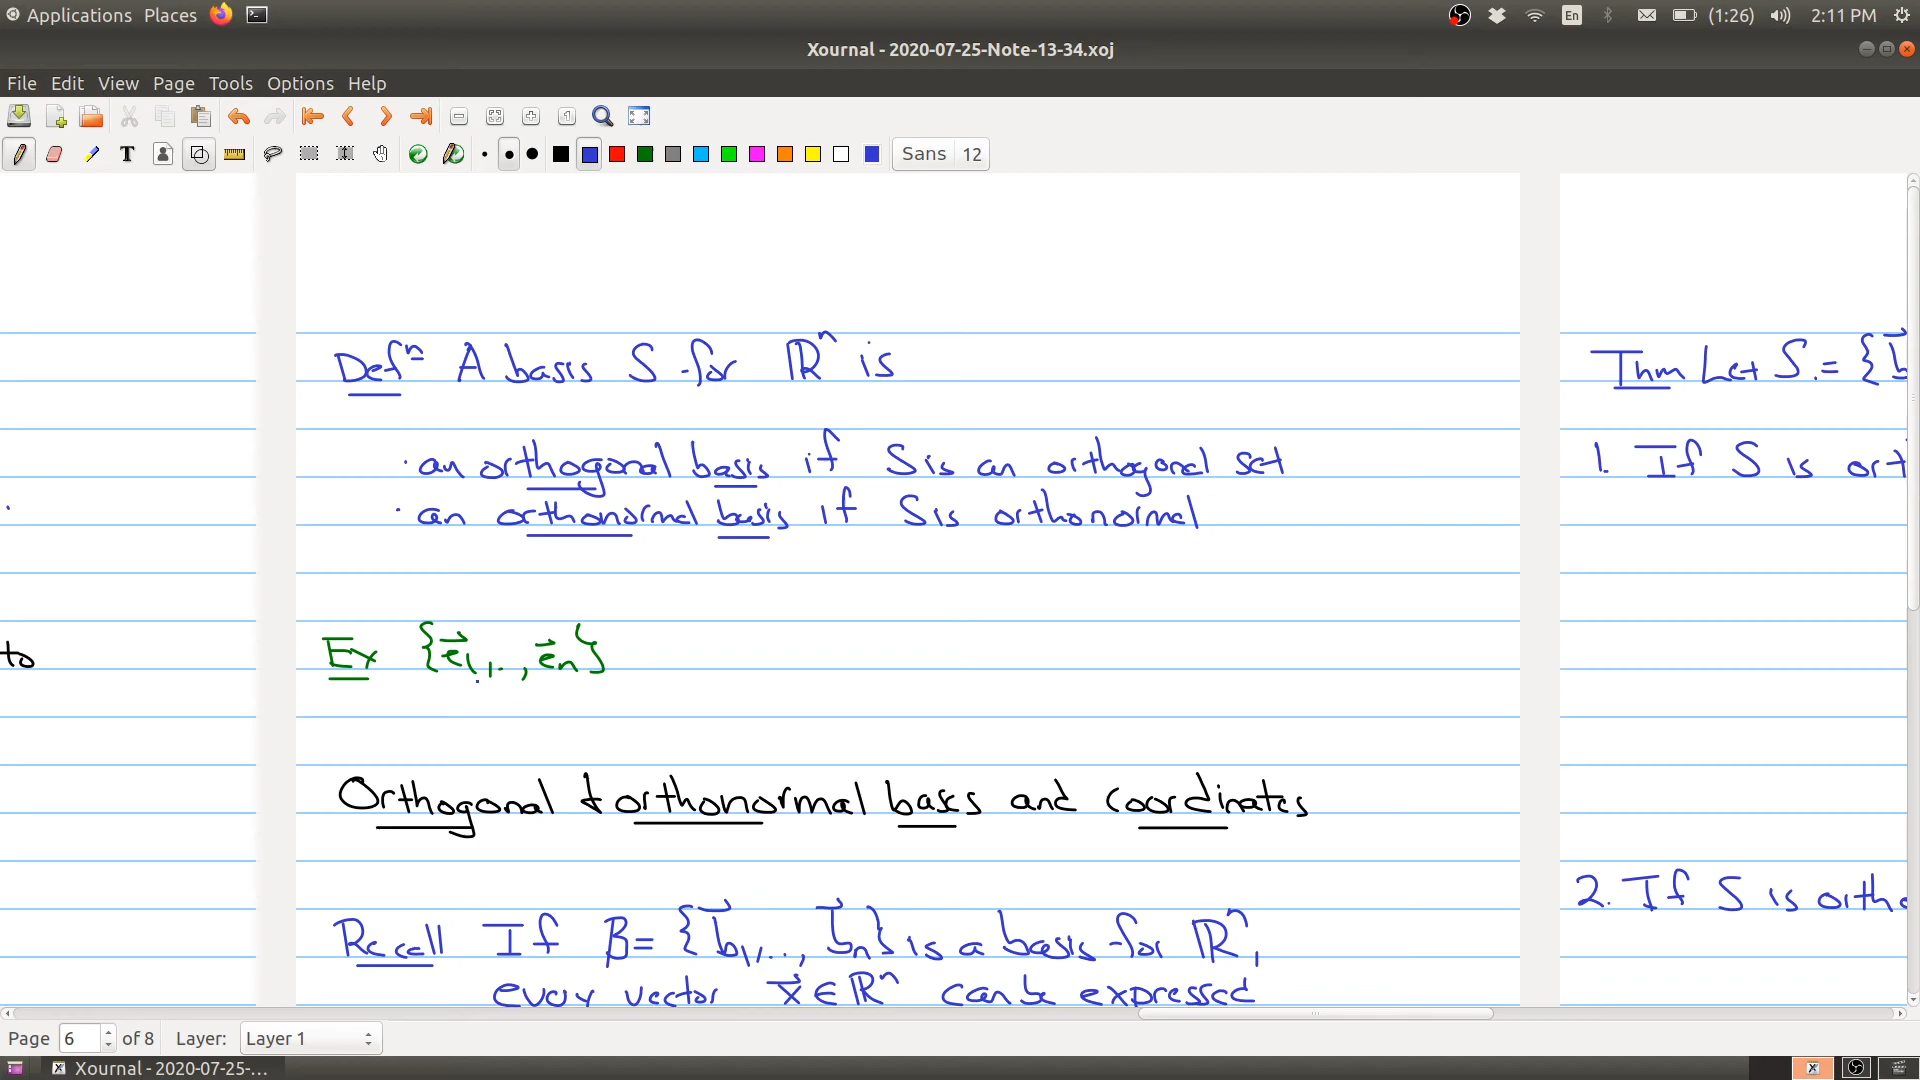 Applications Places En (1:26) 2:11 PM
Xournal - 2020-07-25-Note-13-34.xoj
File Edit View Page Tools Options Help
T Sans 12
Defⁿ A basis S for ℝⁿ is
· an orthogonal basis if S is an orthogonal set
· an orthonormal basis if S is orthonormal
to
Ex {e⃗₁,..,e⃗ₙ}
Orthogonal & orthonormal bases and coordinates
Recall If β = {b⃗₁,.., b⃗ₙ} is a basis for ℝⁿ,
every vector x⃗ ∈ ℝⁿ can be expressed
Thm Let S = {b⃗
1. If S is ort
2. If S is ortho
Page 6 of 8 Layer: Layer 1
Xournal - 2020-07-25-...